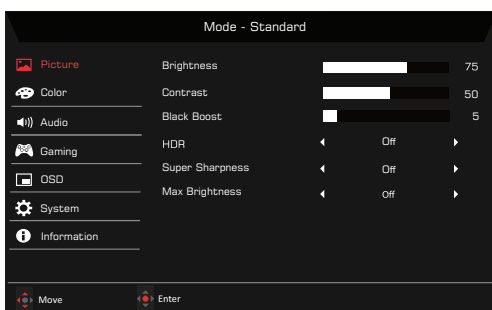 Mode - Standard
Picture
Color
Audio
Gaming
OSD
System
Information
Brightness 75
Contrast 50
Black Boost 5
HDR Off
Super Sharpness Off
Max Brightness Off
Move Enter